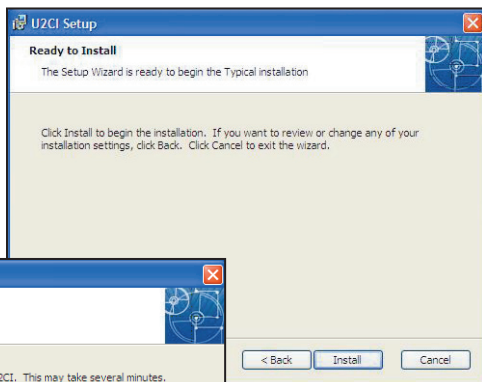 U2CI Setup
Ready to Install
The Setup Wizard is ready to begin the Typical installation
Click Install to begin the installation. If you want to review or change any of your
installation settings, click Back. Click Cancel to exit the wizard.
< Back Install Cancel
2CI. This may take several minutes.